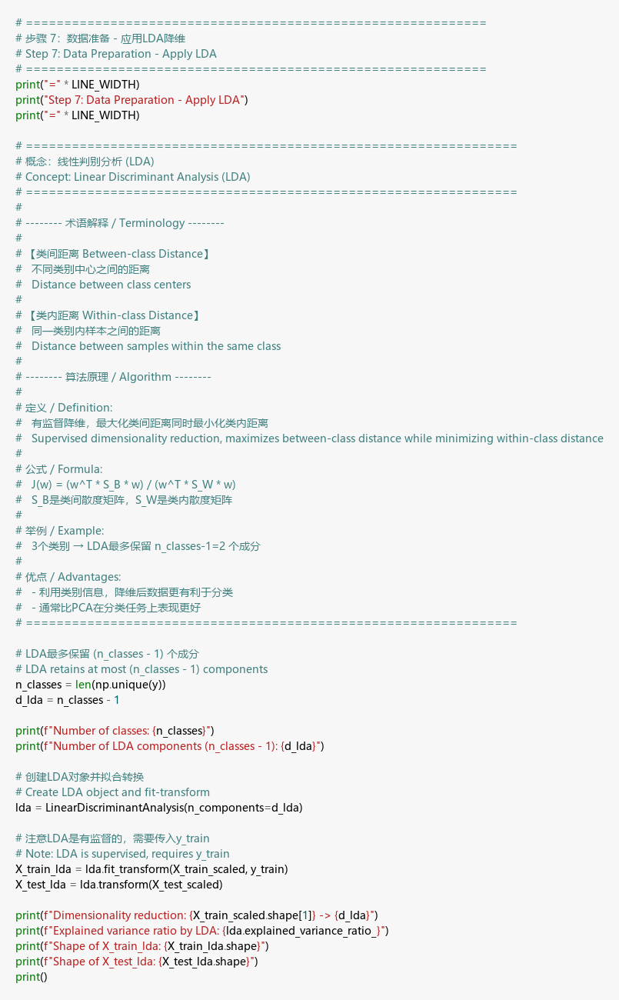 # ============================================================
# 步骤 7：数据准备 - 应用LDA降维
# Step 7: Data Preparation - Apply LDA
# ============================================================
print("=" * LINE_WIDTH)
print("Step 7: Data Preparation - Apply LDA")
print("=" * LINE_WIDTH)

# ================================================================
# 概念：线性判别分析 (LDA)
# Concept: Linear Discriminant Analysis (LDA)
# ================================================================
#
# -------- 术语解释 / Terminology --------
#
# 【类间距离 Between-class Distance】
#   不同类别中心之间的距离
#   Distance between class centers
#
# 【类内距离 Within-class Distance】
#   同一类别内样本之间的距离
#   Distance between samples within the same class
#
# -------- 算法原理 / Algorithm --------
#
# 定义 / Definition:
#   有监督降维，最大化类间距离同时最小化类内距离
#   Supervised dimensionality reduction, maximizes between-class distance while minimizing within-class distance
#
# 公式 / Formula:
#   J(w) = (w^T * S_B * w) / (w^T * S_W * w)
#   S_B是类间散度矩阵，S_W是类内散度矩阵
#
# 举例 / Example:
#   3个类别 → LDA最多保留 n_classes-1=2 个成分
#
# 优点 / Advantages:
#   - 利用类别信息，降维后数据更有利于分类
#   - 通常比PCA在分类任务上表现更好
# ================================================================

# LDA最多保留 (n_classes - 1) 个成分
# LDA retains at most (n_classes - 1) components
n_classes = len(np.unique(y))
d_lda = n_classes - 1

print(f"Number of classes: {n_classes}")
print(f"Number of LDA components (n_classes - 1): {d_lda}")

# 创建LDA对象并拟合转换
# Create LDA object and fit-transform
lda = LinearDiscriminantAnalysis(n_components=d_lda)

# 注意LDA是有监督的，需要传入y_train
# Note: LDA is supervised, requires y_train
X_train_lda = lda.fit_transform(X_train_scaled, y_train)
X_test_lda = lda.transform(X_test_scaled)

print(f"Dimensionality reduction: {X_train_scaled.shape[1]} -> {d_lda}")
print(f"Explained variance ratio by LDA: {lda.explained_variance_ratio_}")
print(f"Shape of X_train_lda: {X_train_lda.shape}")
print(f"Shape of X_test_lda: {X_test_lda.shape}")
print()